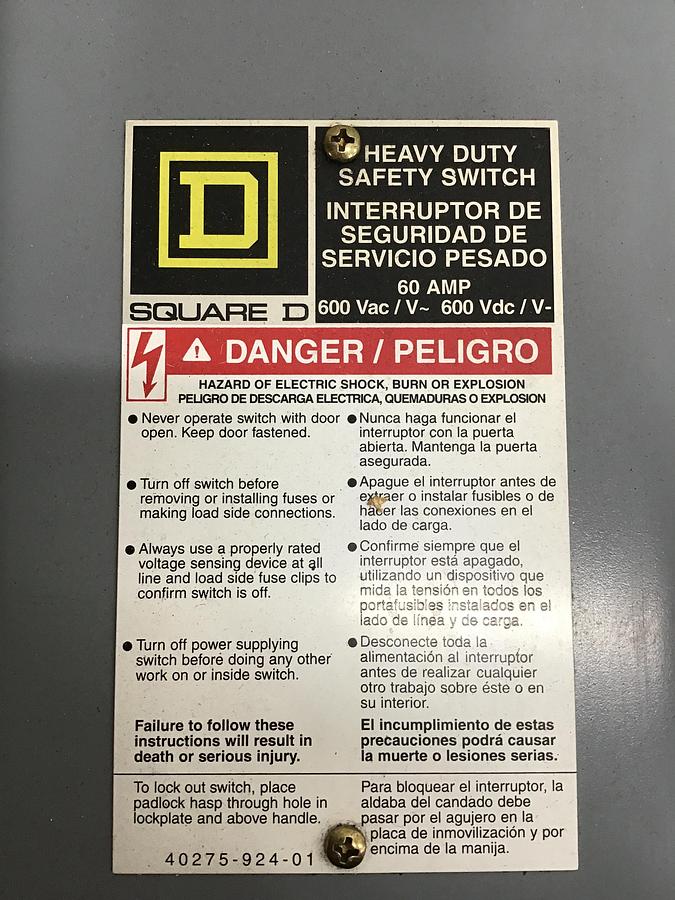 D
SQUARE D
HEAVY DUTY
SAFETY SWITCH
INTERRUPTOR DE
SEGURIDAD DE
SERVICIO PESADO
60 AMP
600 Vac / V~ 600 Vdc / V-
DANGER / PELIGRO
HAZARD OF ELECTRIC SHOCK, BURN OR EXPLOSION
PELIGRO DE DESCARGA ELECTRICA, QUEMADURAS O EXPLOSION
● Never operate switch with door
open. Keep door fastened.
● Turn off switch before
removing or installing fuses or
making load side connections.
● Always use a properly rated
voltage sensing device at all
line and load side fuse clips to
confirm switch is off.
● Turn off power supplying
switch before doing any other
work on or inside switch.
Failure to follow these
instructions will result in
death or serious injury.
● Nunca haga funcionar el
interruptor con la puerta
abierta. Mantenga la puerta
asegurada.
● Apague el interruptor antes de
extraer o instalar fusibles o de
hacer las conexiones en el
lado de carga.
● Confirme siempre que el
interruptor está apagado,
utilizando un dispositivo que
mida la tensión en todos los
portafusibles instalados en el
lado de línea y de carga.
● Desconecte toda la
alimentación al interruptor
antes de realizar cualquier
otro trabajo sobre éste o en
su interior.
El incumplimiento de estas
precauciones podrá causar
la muerte o lesiones serias.
To lock out switch, place
padlock hasp through hole in
lockplate and above handle.
40275-924-01
Para bloquear el interruptor, la
aldaba del candado debe
pasar por el agujero en la
placa de inmovilización y por
encima de la manija.